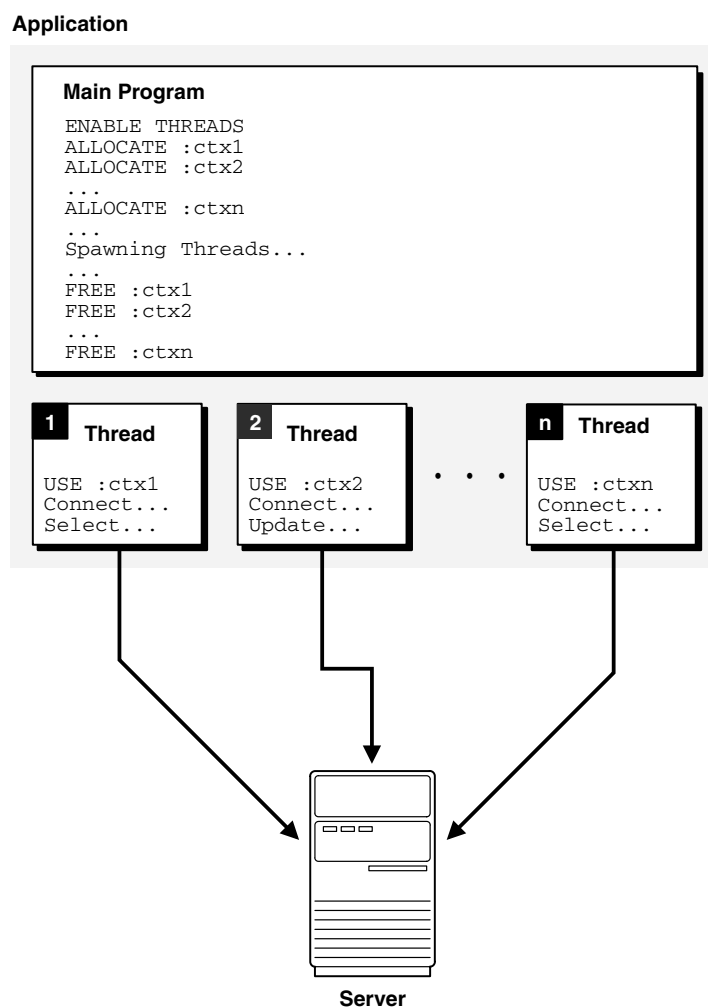 Application
Main Program
ENABLE THREADS
ALLOCATE :ctx1
ALLOCATE :ctx2
...
ALLOCATE :ctxn
...
Spawning Threads...
...
FREE :ctx1
FREE :ctx2
...
FREE :ctxn
1
Thread
USE :ctx1
Connect...
Select...
2
Thread
USE :ctx2
Connect...
Update...
. . .
n
Thread
USE :ctxn
Connect...
Select...
Server